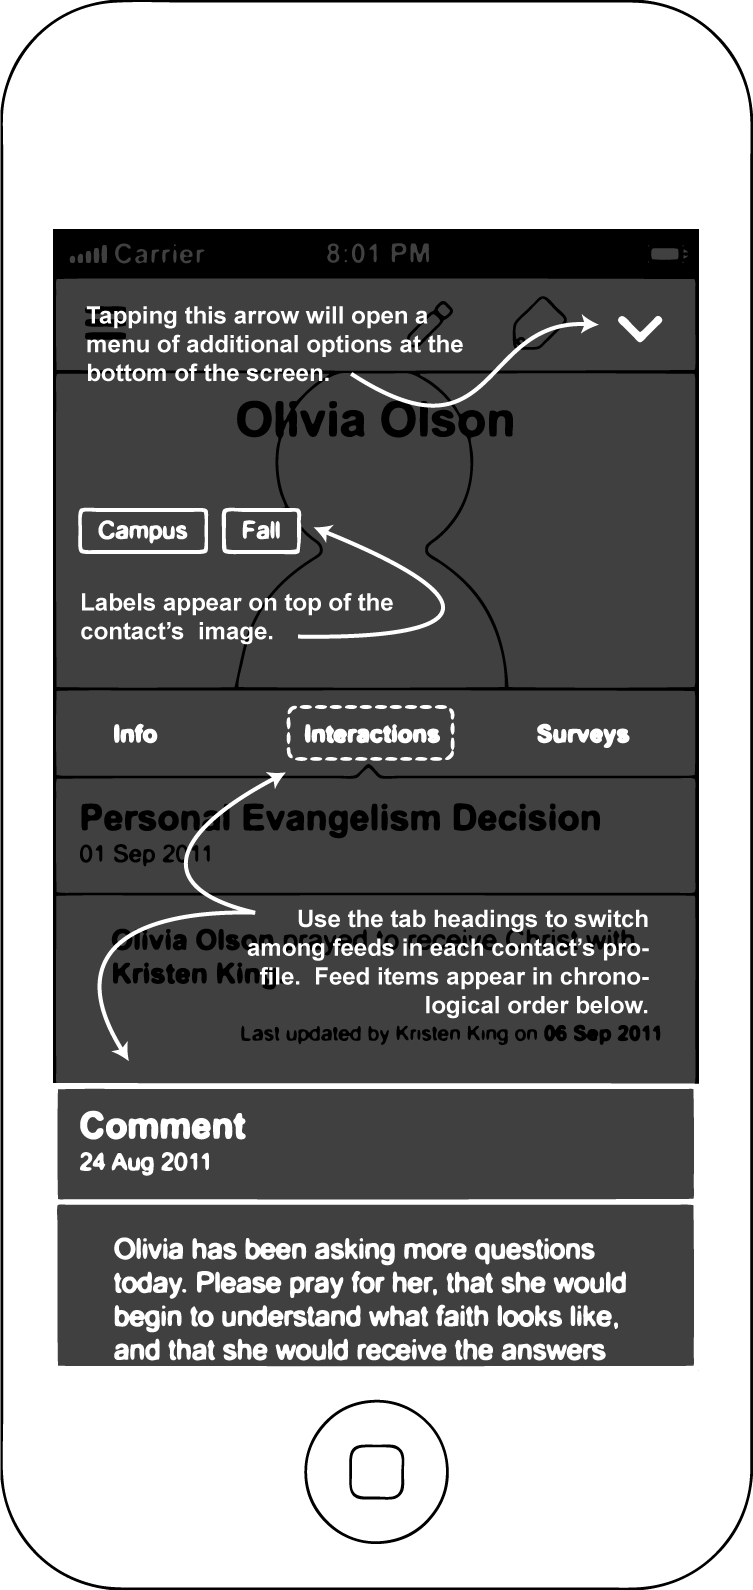 Carrier 8:01 PM
Tapping this arrow will open a
menu of additional options at the
bottom of the screen.
Olivia Olson
Campus Fall
Labels appear on top of the
contact’s  image.
Info Interactions Surveys
Personal Evangelism Decision
01 Sep 2011
Use the tab headings to switch
among feeds in each contact’s pro-
file.  Feed items appear in chrono-
logical order below.
Olivia Olson prayed to receive Christ with
Kristen King
Last updated by Kristen King on 06 Sep 2011
Comment
24 Aug 2011
Olivia has been asking more questions
today. Please pray for her, that she would
begin to understand what faith looks like,
and that she would receive the answers